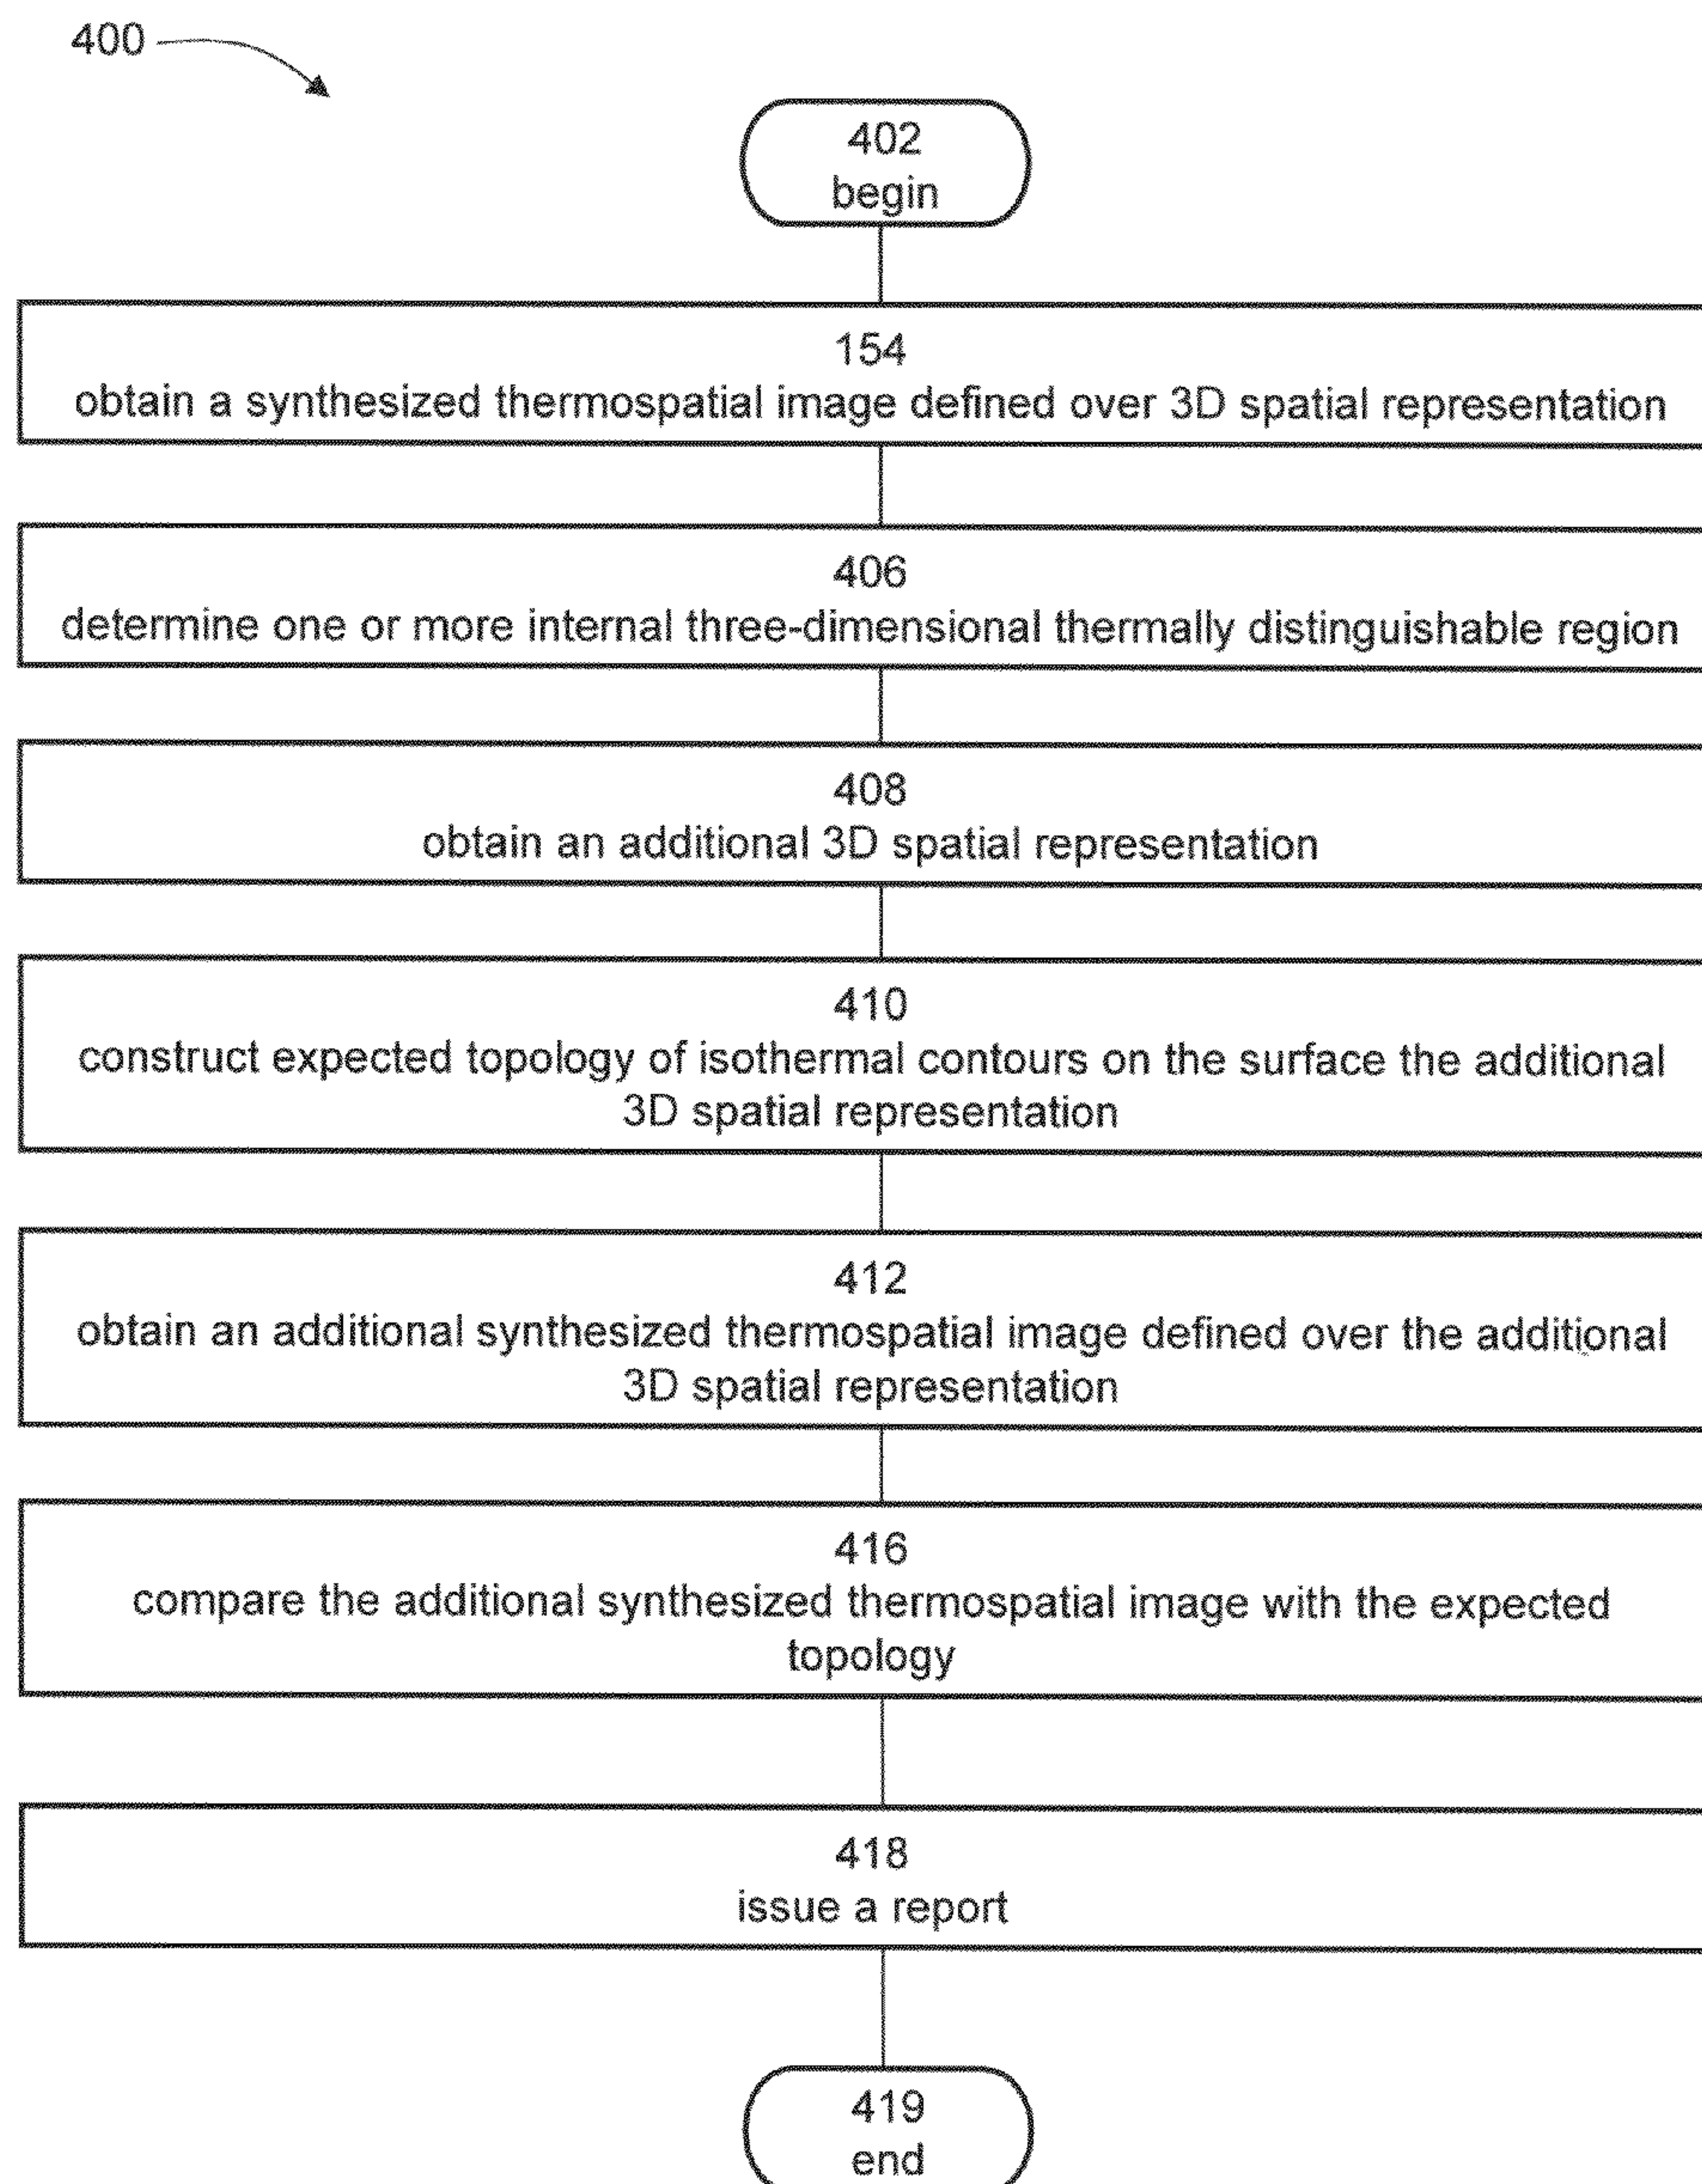 400
402
begin
154
obtain a synthesized thermospatial image defined over 3D spatial representation
406
determine one or more internal three-dimensional thermally distinguishable region
408
obtain an additional 3D spatial representation
410
construct expected topology of isothermal contours on the surface the additional
3D spatial representation
412
obtain an additional synthesized thermospatial image defined over the additional
3D spatial representation
416
compare the additional synthesized thermospatial image with the expected
topology
418
issue a report
419
end